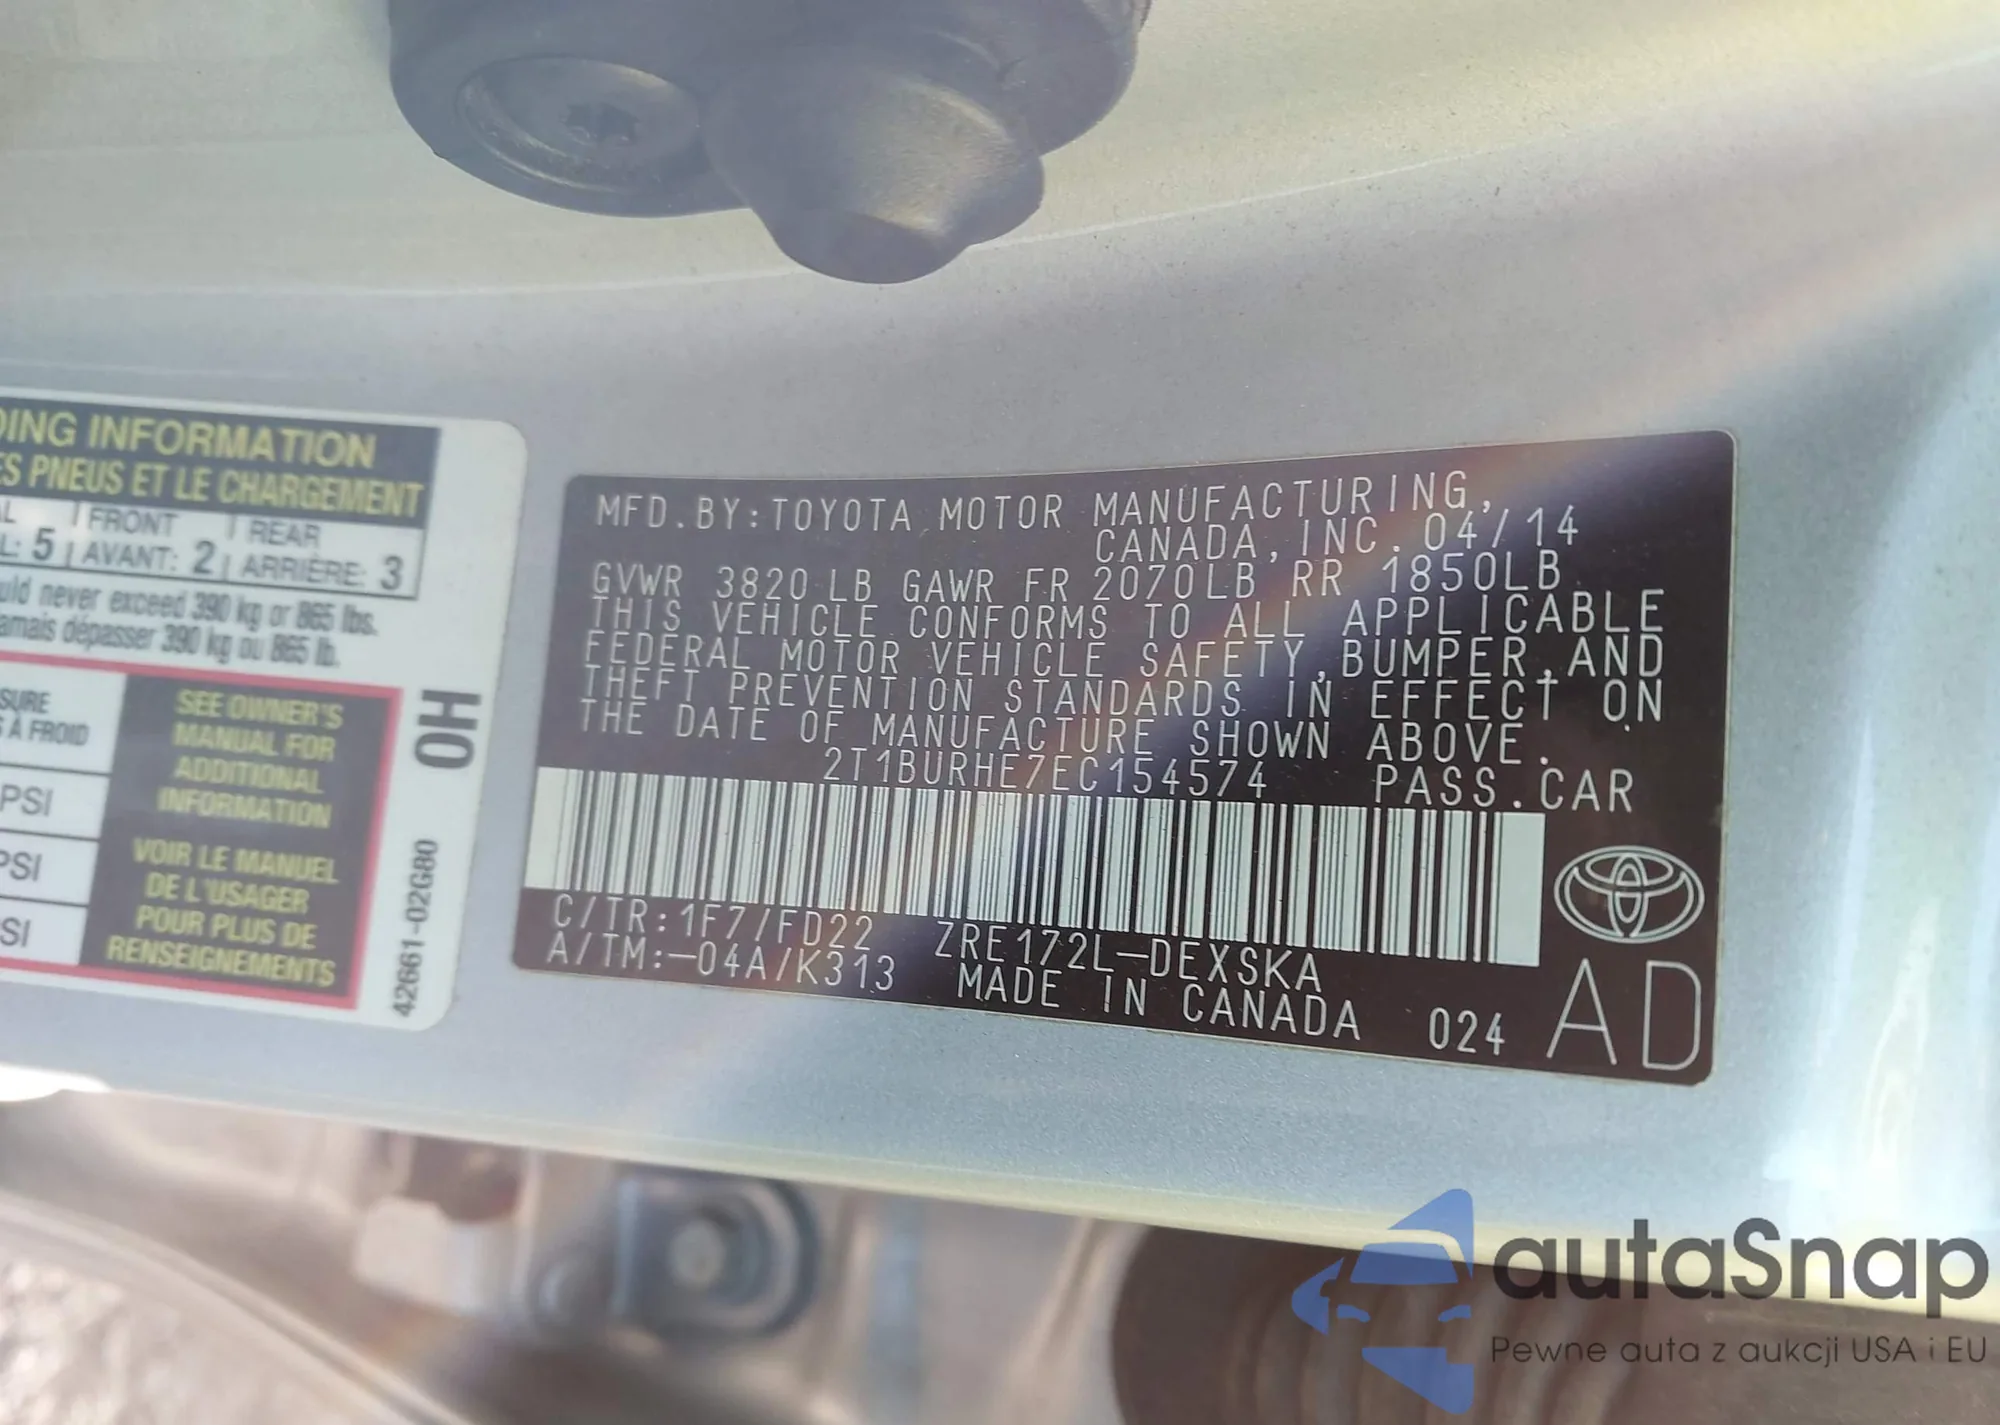 DING INFORMATION
ES PNEUS ET LE CHARGEMENT
AL FRONT REAR
L: 5 AVANT: 2 ARRIÈRE: 3
uld never exceed 390 kg or 865 lbs.
amais dépasser 390 kg ou 865 lb.
SURE
S À FROID
PSI
PSI
SI
SEE OWNER'S
MANUAL FOR
ADDITIONAL
INFORMATION
VOIR LE MANUEL
DE L'USAGER
POUR PLUS DE
RENSEIGNEMENTS
0H
42661-02G80
MFD.BY:TOYOTA MOTOR MANUFACTURING,
CANADA,INC.04/14
GVWR 3820 LB GAWR FR 2070LB RR 1850LB
THIS VEHICLE CONFORMS TO ALL APPLICABLE
FEDERAL MOTOR VEHICLE SAFETY,BUMPER,AND
THEFT PREVENTION STANDARDS IN EFFECT ON
THE DATE OF MANUFACTURE SHOWN ABOVE.
2T1BURHE7EC154574 PASS.CAR
C/TR:1F7/FD22 ZRE172L-DEXSKA
A/TM:-04A/K313 MADE IN CANADA 024
AD
autaSnap
Pewne auta z aukcji USA i EU